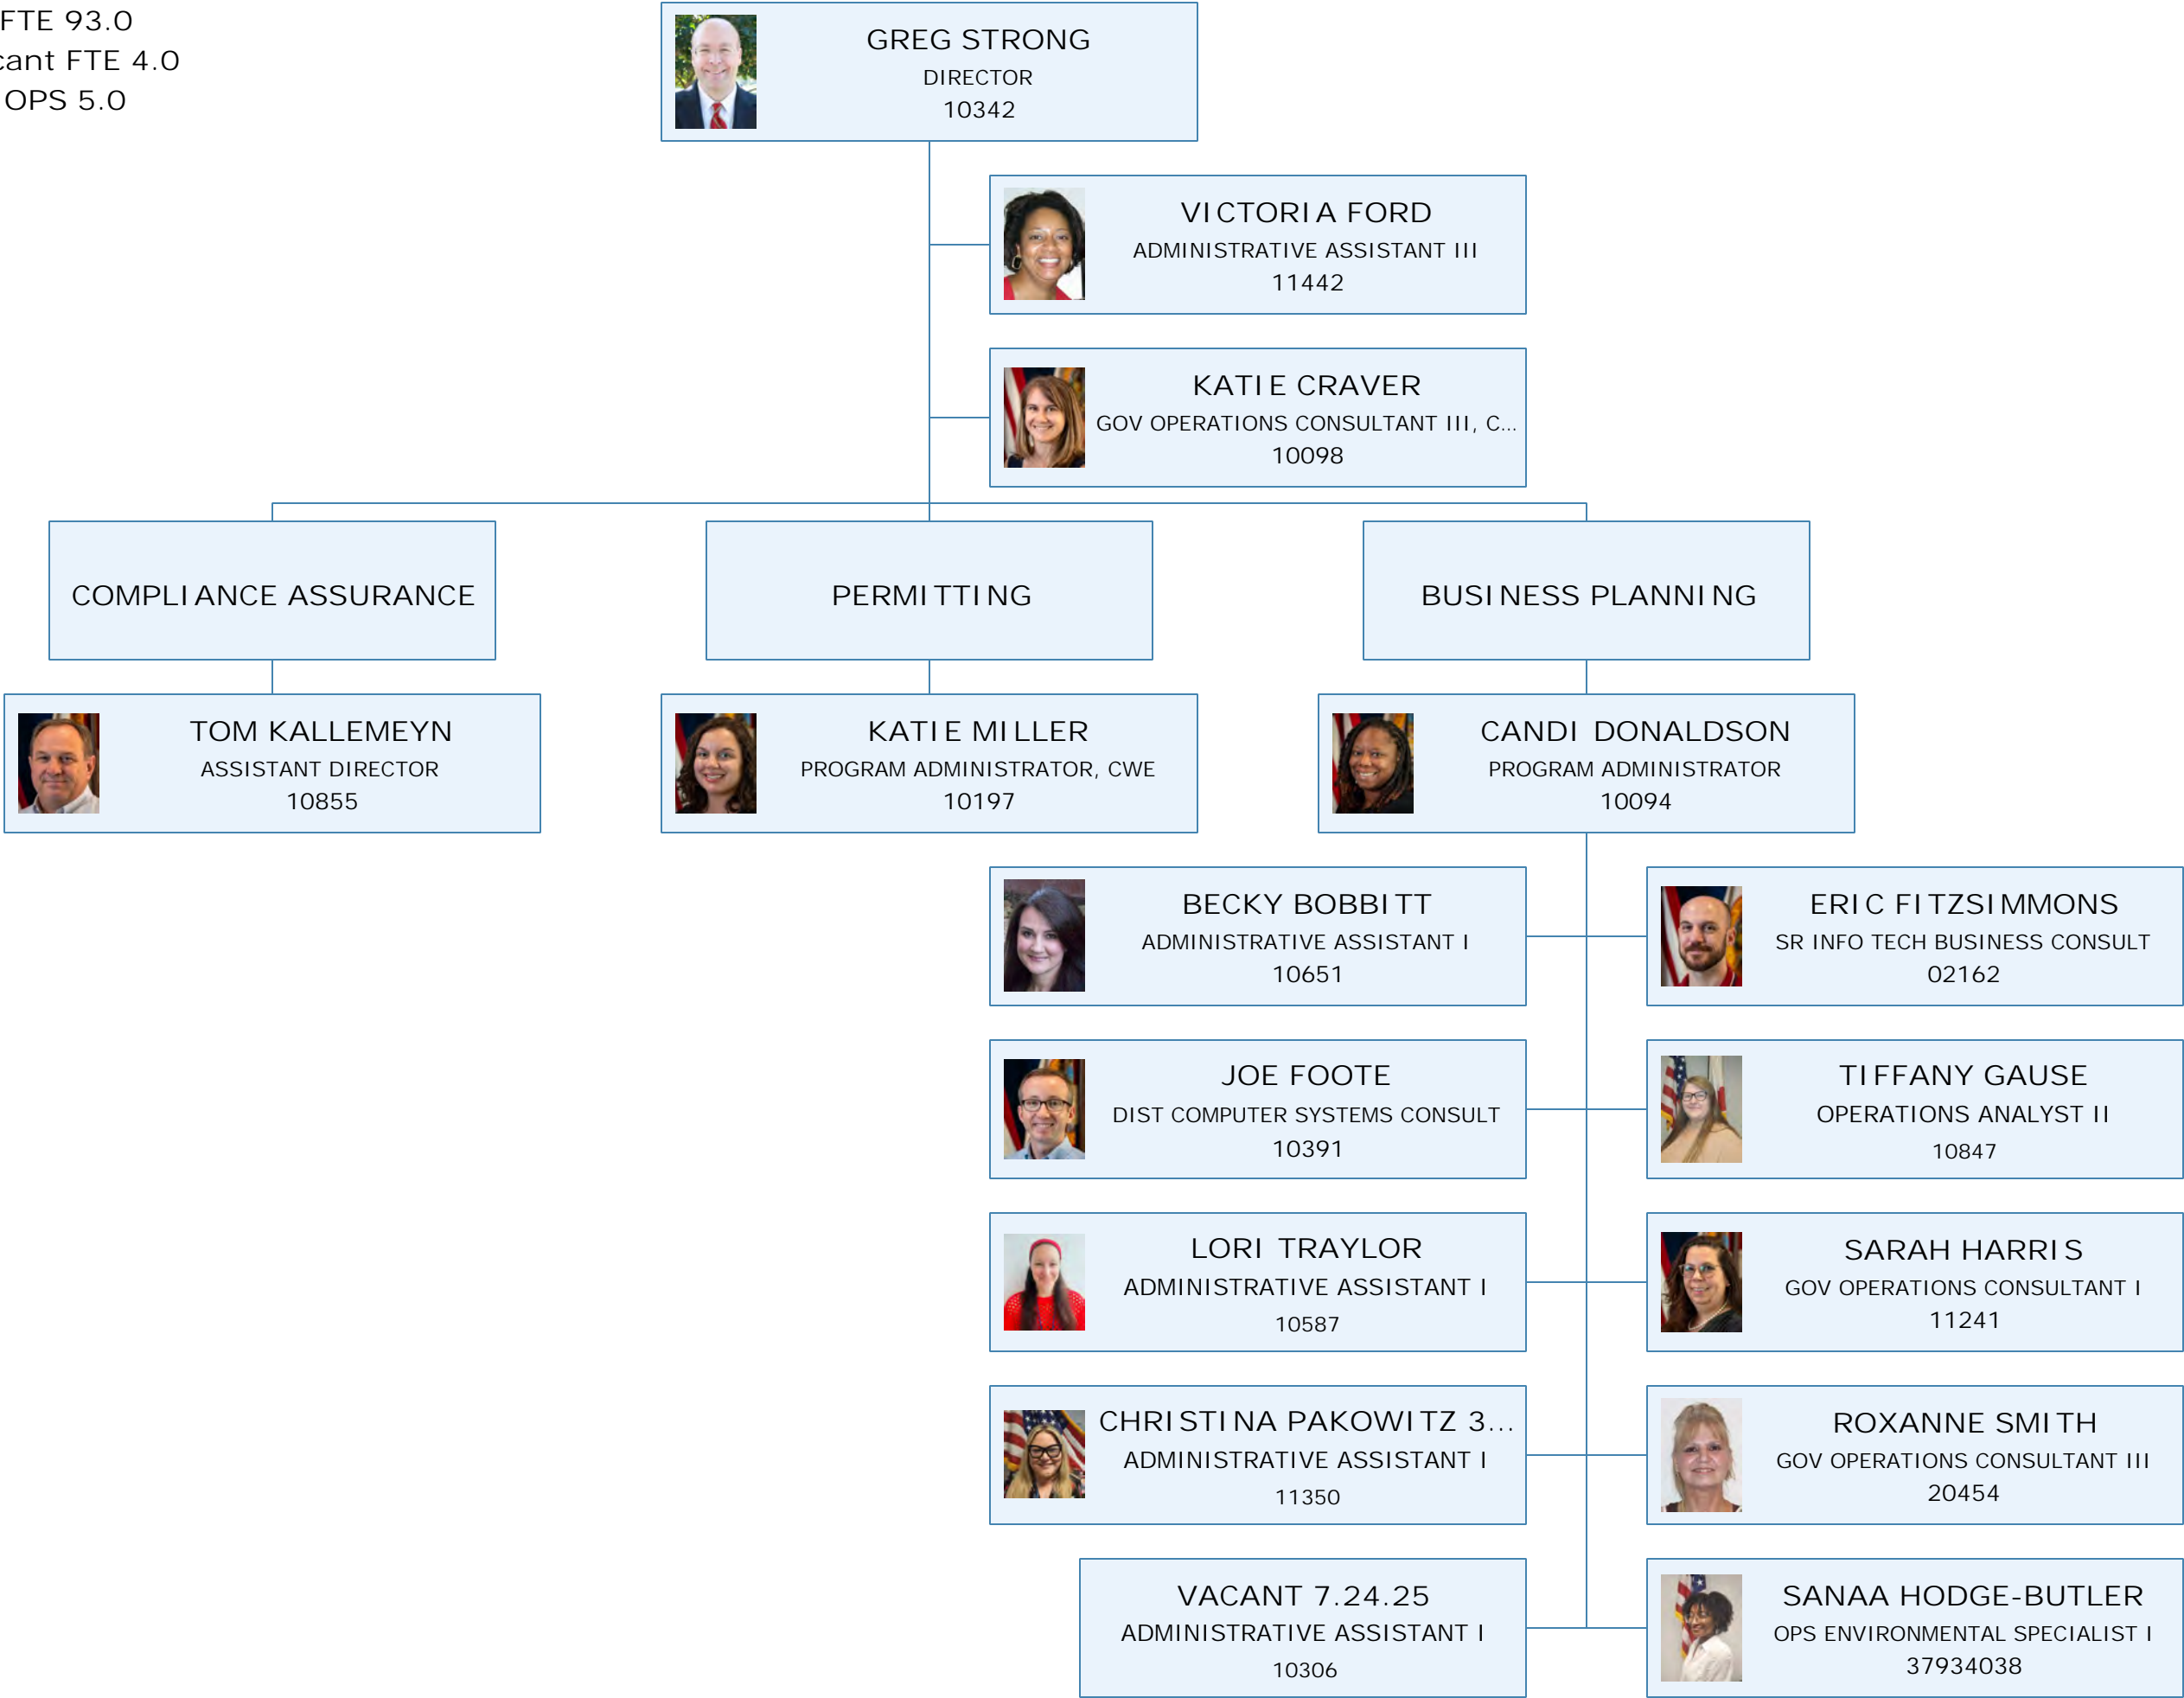 FTE 93.0
cant FTE 4.0
OPS 5.0
GREG STRONG
DIRECTOR
10342
VICTORIA FORD
ADMINISTRATIVE ASSISTANT III
11442
KATIE CRAVER
GOV OPERATIONS CONSULTANT III, C...
10098
COMPLIANCE ASSURANCE
PERMITTING
BUSINESS PLANNING
TOM KALLEMEYN
ASSISTANT DIRECTOR
10855
KATIE MILLER
PROGRAM ADMINISTRATOR, CWE
10197
CANDI DONALDSON
PROGRAM ADMINISTRATOR
10094
BECKY BOBBITT
ADMINISTRATIVE ASSISTANT I
10651
ERIC FITZSIMMONS
SR INFO TECH BUSINESS CONSULT
02162
JOE FOOTE
DIST COMPUTER SYSTEMS CONSULT
10391
TIFFANY GAUSE
OPERATIONS ANALYST II
10847
LORI TRAYLOR
ADMINISTRATIVE ASSISTANT I
10587
SARAH HARRIS
GOV OPERATIONS CONSULTANT I
11241
CHRISTINA PAKOWITZ 3...
ADMINISTRATIVE ASSISTANT I
11350
ROXANNE SMITH
GOV OPERATIONS CONSULTANT III
20454
VACANT 7.24.25
ADMINISTRATIVE ASSISTANT I
10306
SANAA HODGE-BUTLER
OPS ENVIRONMENTAL SPECIALIST I
37934038